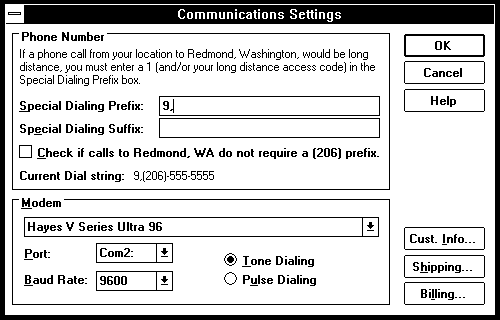 Communications Settings
Phone Number
If a phone call from your location to Redmond, Washington, would be long
distance, you must enter a 1 (and/or your long distance access code) in the
Special Dialing Prefix box.
Special Dialing Prefix: 9,
Special Dialing Suffix:
Check if calls to Redmond, WA do not require a (206) prefix.
Current Dial string: 9,(206)-555-5555
OK
Cancel
Help
Modem
Hayes V Series Ultra 96
Port: Com2:
Baud Rate: 9600
Tone Dialing
Pulse Dialing
Cust. Info...
Shipping...
Billing...